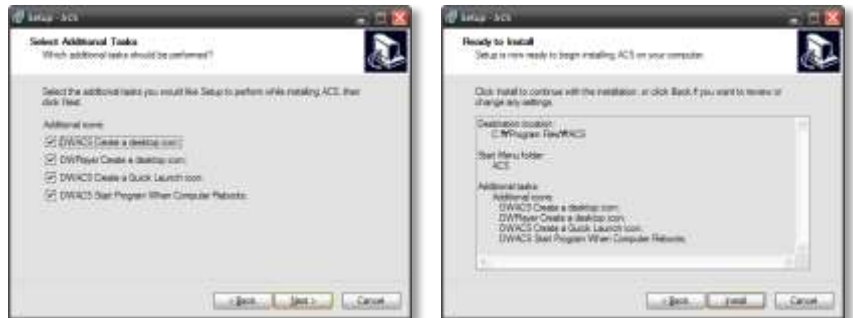 Setup - ACS
Select Additional Tasks
Which additional tasks should be performed?
Select the additional tasks you would like Setup to perform while installing ACS, then
click Next.
Additional icons:
DWACS Create a desktop icon
DWPlayer Create a desktop icon
DWACS Create a Quick Launch icon
DWACS Start Program When Computer Reboots
< Back
Next >
Cancel
Setup - ACS
Ready to Install
Setup is now ready to begin installing ACS on your computer.
Click Install to continue with the installation, or click Back if you want to review or
change any settings.
Destination location:
C:₩Program Files₩ACS
Start Menu folder:
ACS
Additional tasks:
Additional icons:
DWACS Create a desktop icon
DWPlayer Create a desktop icon
DWACS Create a Quick Launch icon
DWACS Start Program When Computer Reboots
< Back
Install
Cancel